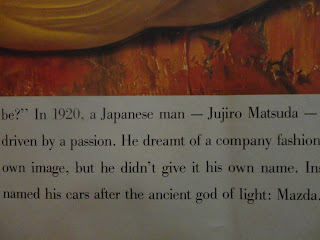 be?” In 1920, a Japanese man — Jujiro Matsuda —
driven by a passion. He dreamt of a company fashion
own image, but he didn't give it his own name. Ins
named his cars after the ancient god of light: Mazda.